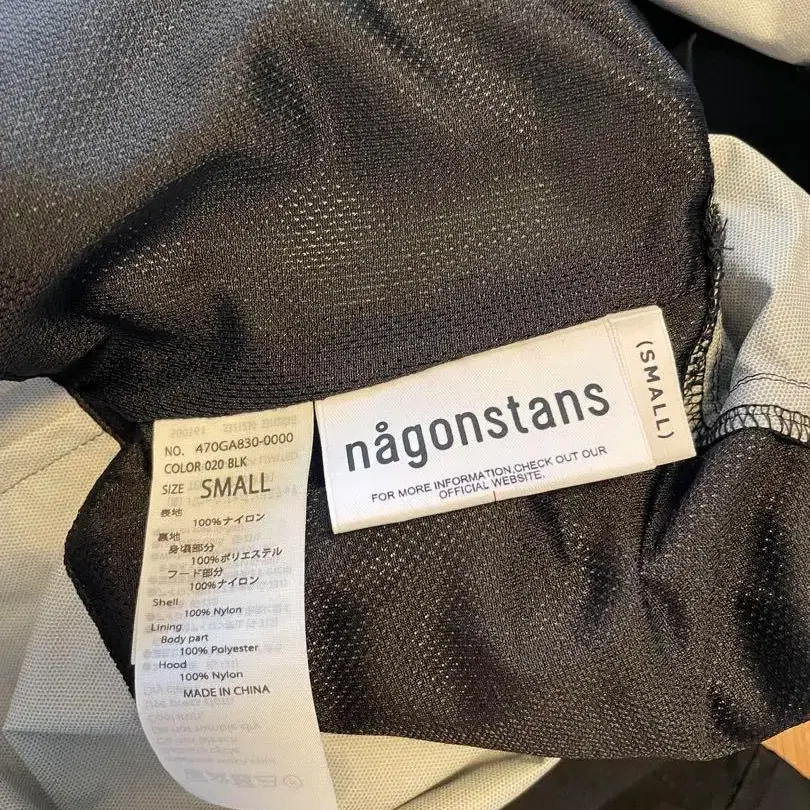 NO. 470GA830-0000
COLOR 020 BLK
SIZE SMALL
表地
100%ナイロン
裏地
身頃部分
100%ポリエステル
フード部分
100%ナイロン
Shell
100% Nylon
Lining
Body part
100% Polyester
Hood
100% Nylon
MADE IN CHINA
någonstans
FOR MORE INFORMATION,CHECK OUT OUR
OFFICIAL WEBSITE.
(SMALL)